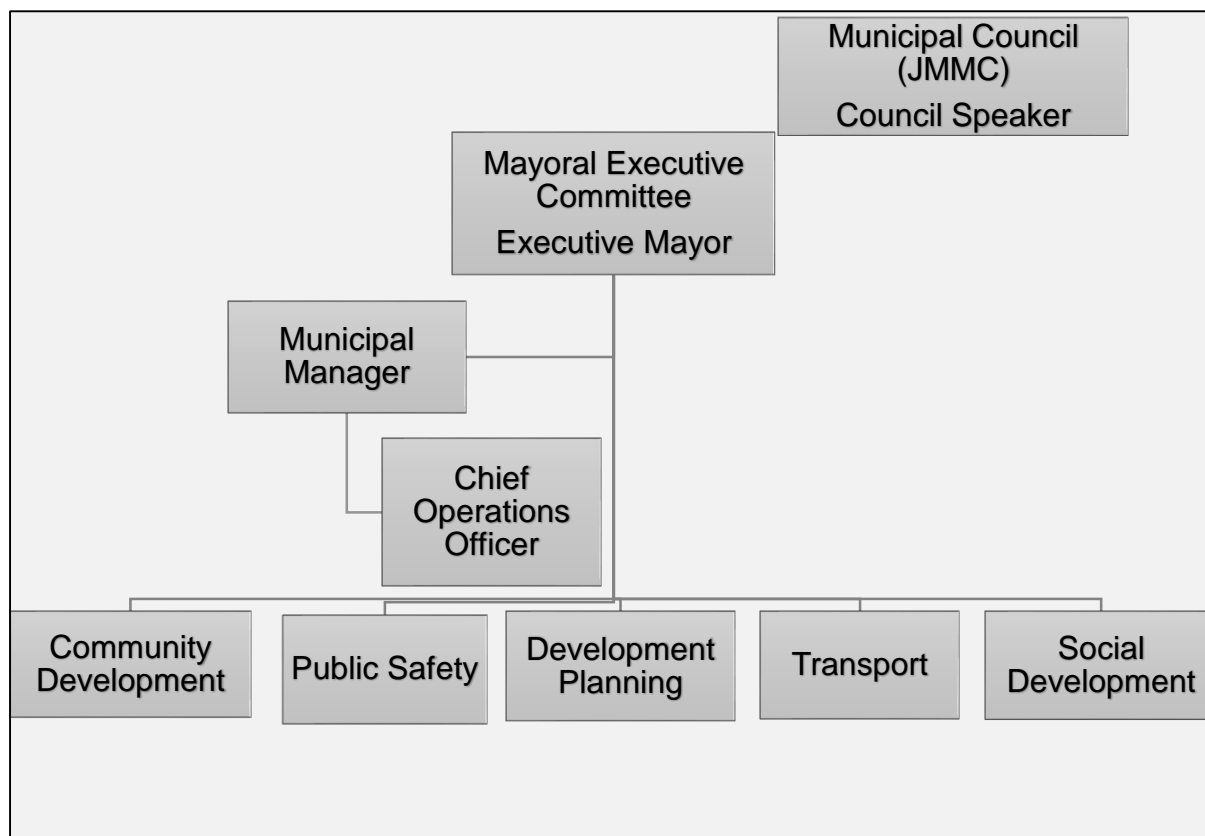 Municipal Council
(JMMC)
Council Speaker
Mayoral Executive
Committee
Executive Mayor
Municipal
Manager
Chief
Operations
Officer
Community
Development
Public Safety
Development
Planning
Transport
Social
Development